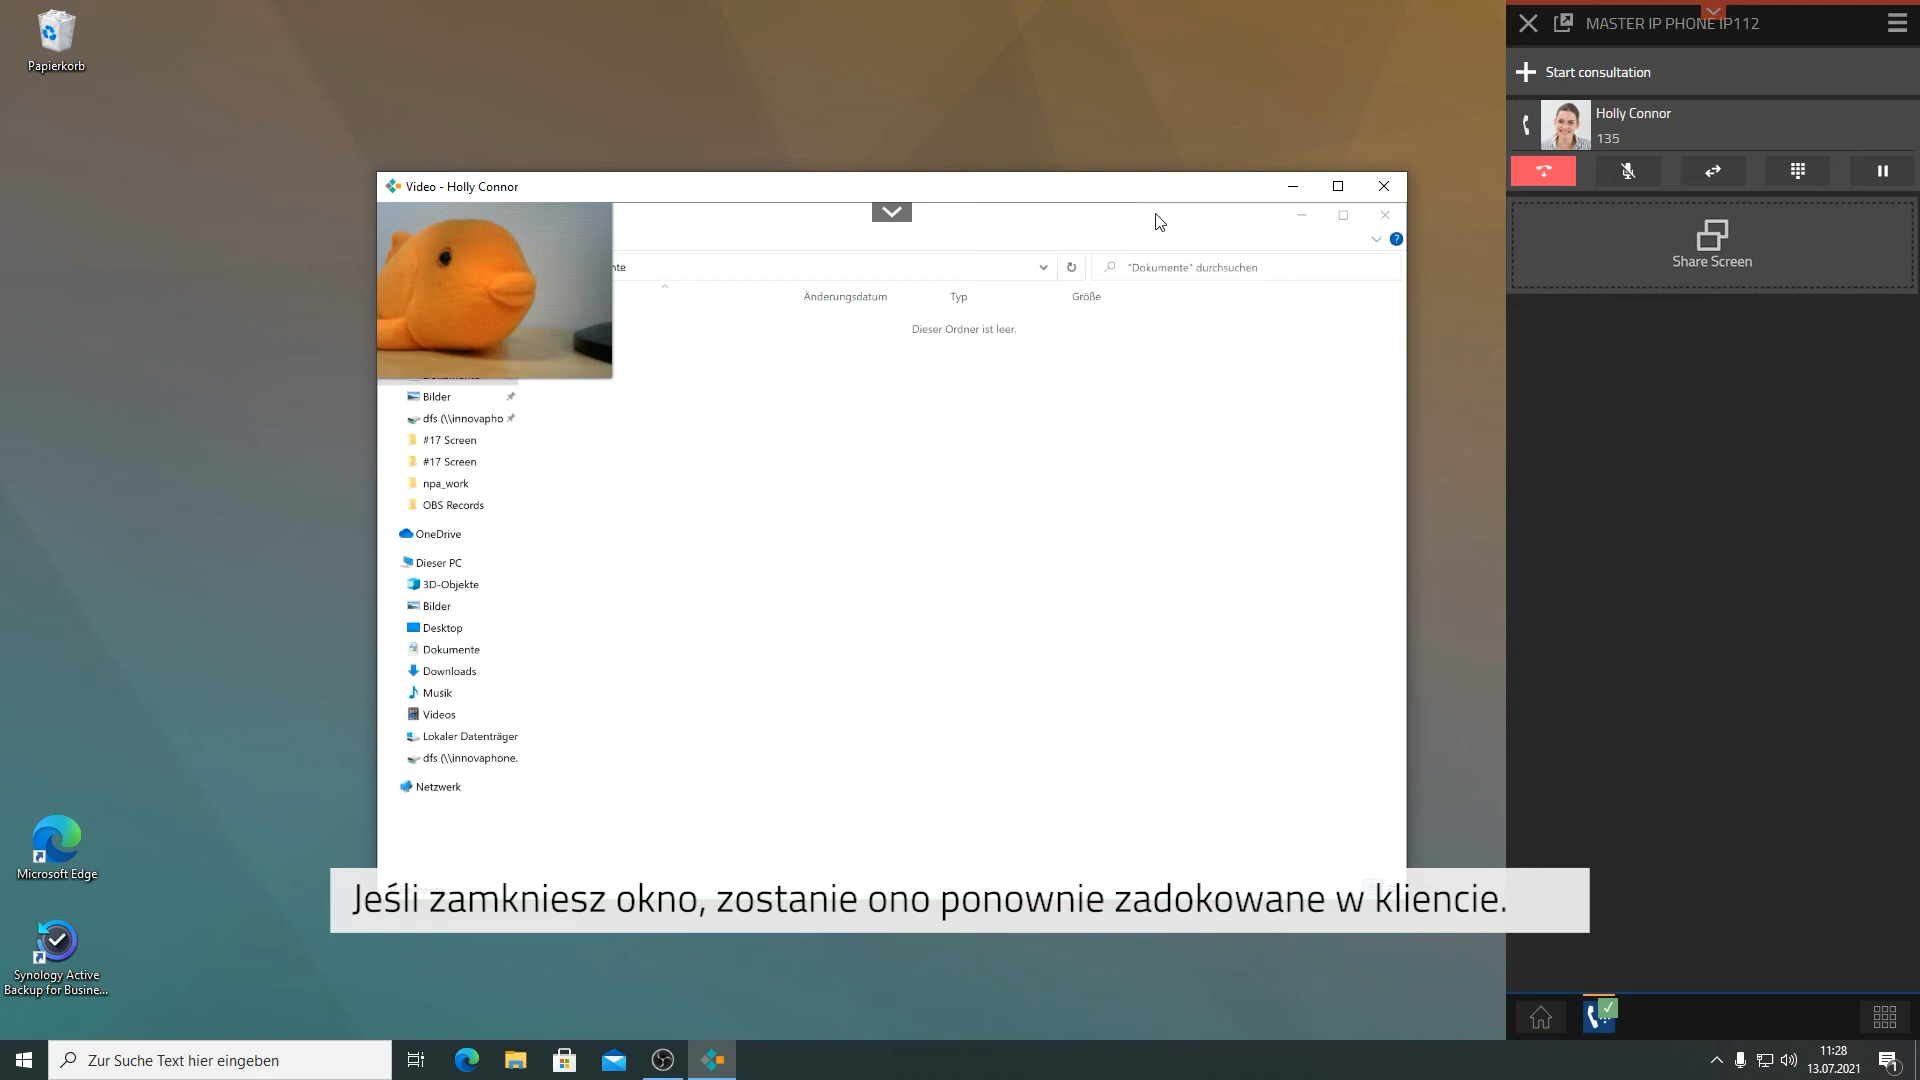 Papierkorb
MASTER IP PHONE IP112
Start consultation
Holly Connor
135
Share Screen
Video - Holly Connor
nte
"Dokumente" durchsuchen
Änderungsdatum Typ Größe
Dieser Ordner ist leer.
Bilder
dfs (\\innovapho
#17 Screen
#17 Screen
npa_work
OBS Records
OneDrive
Dieser PC
3D-Objekte
Bilder
Desktop
Dokumente
Downloads
Musik
Videos
Lokaler Datenträger
dfs (\\innovaphone.
Netzwerk
Microsoft Edge
Synology Active
Backup for Busine...
Jeśli zamkniesz okno, zostanie ono ponownie zadokowane w kliencie.
Zur Suche Text hier eingeben
11:28
13.07.2021
1